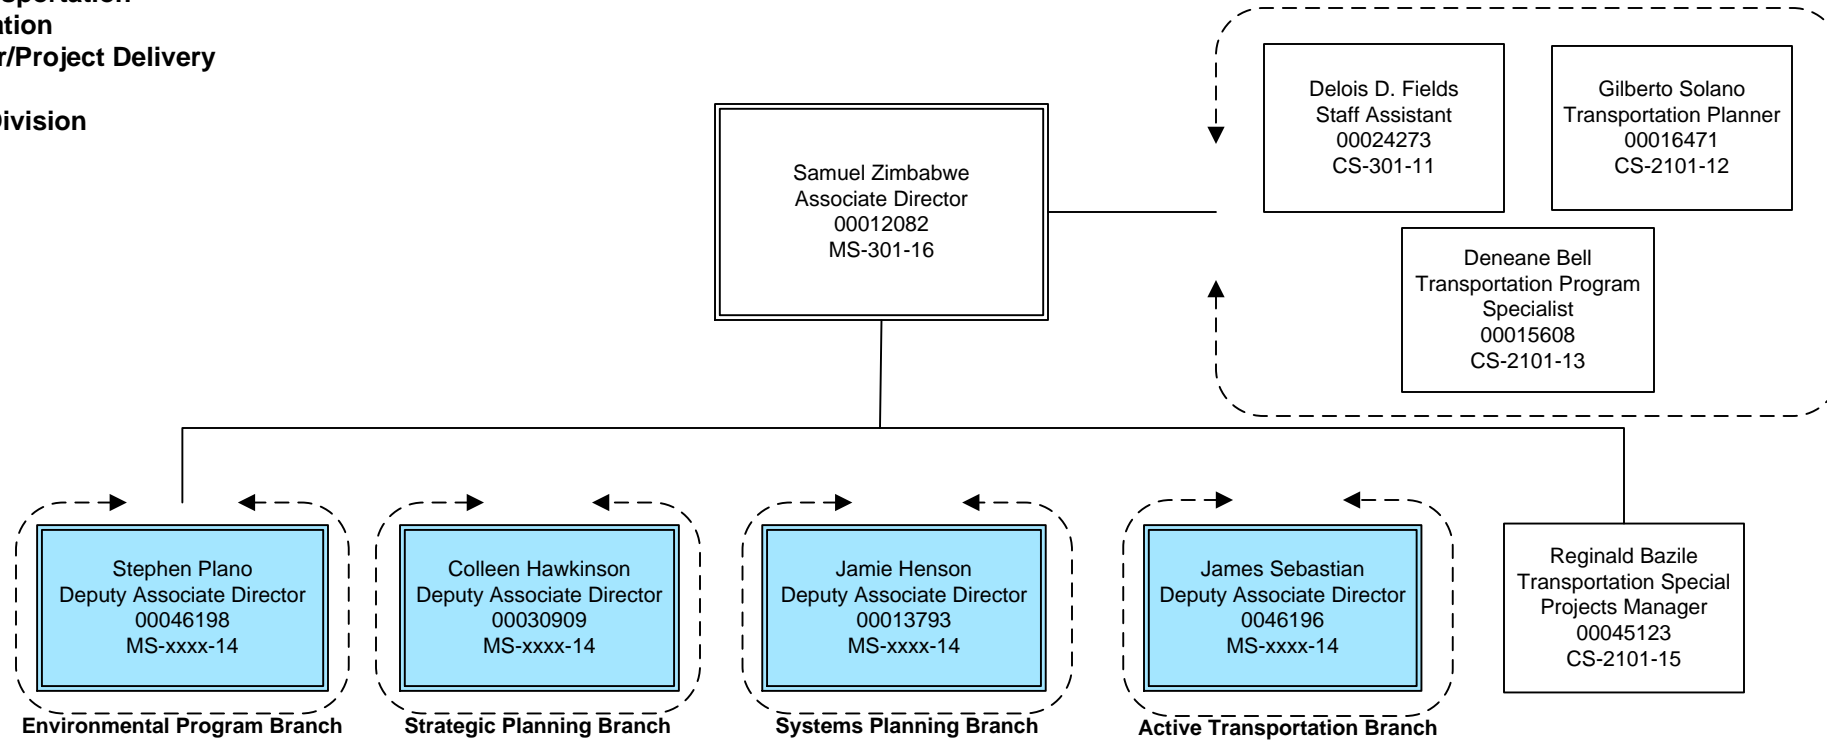 ation
r/Project Delivery
Division
Samuel Zimbabwe
Associate Director
00012082
MS-301-16
Delois D. Fields
Staff Assistant
00024273
CS-301-11
Gilberto Solano
Transportation Planner
00016471
CS-2101-12
Deneane Bell
Transportation Program
Specialist
00015608
CS-2101-13
Stephen Plano
Deputy Associate Director
00046198
MS-xxxx-14
Environmental Program Branch
Colleen Hawkinson
Deputy Associate Director
00030909
MS-xxxx-14
Strategic Planning Branch
Jamie Henson
Deputy Associate Director
00013793
MS-xxxx-14
Systems Planning Branch
James Sebastian
Deputy Associate Director
0046196
MS-xxxx-14
Active Transportation Branch
Reginald Bazile
Transportation Special
Projects Manager
00045123
CS-2101-15